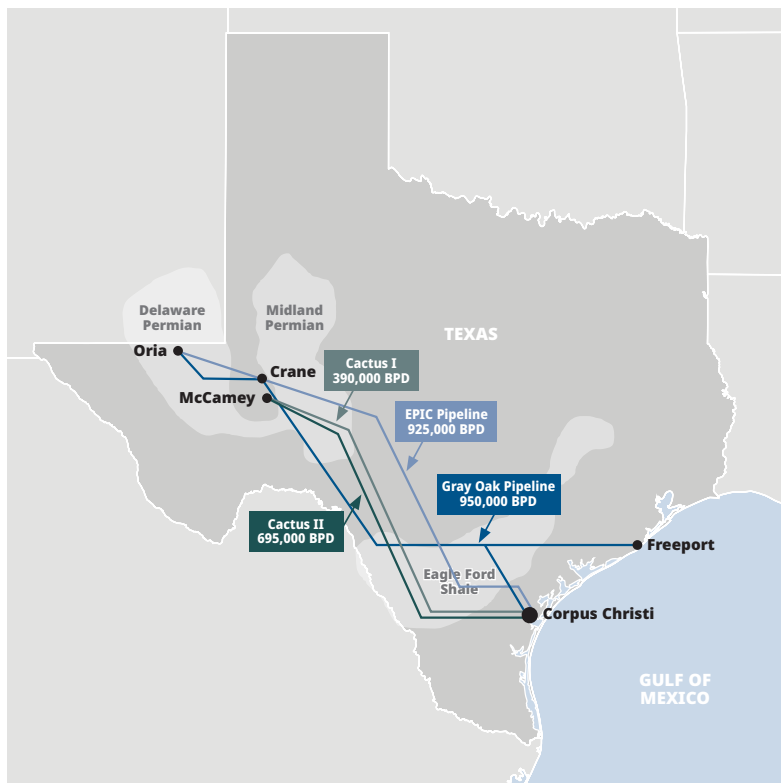 Delaware
Permian
Midland
Permian
TEXAS
Oria
Crane
Cactus I
390,000 BPD
McCamey
EPIC Pipeline
925,000 BPD
Gray Oak Pipeline
950,000 BPD
Cactus II
695,000 BPD
Freeport
Eagle Ford
Shale
Corpus Christi
GULF OF
MEXICO